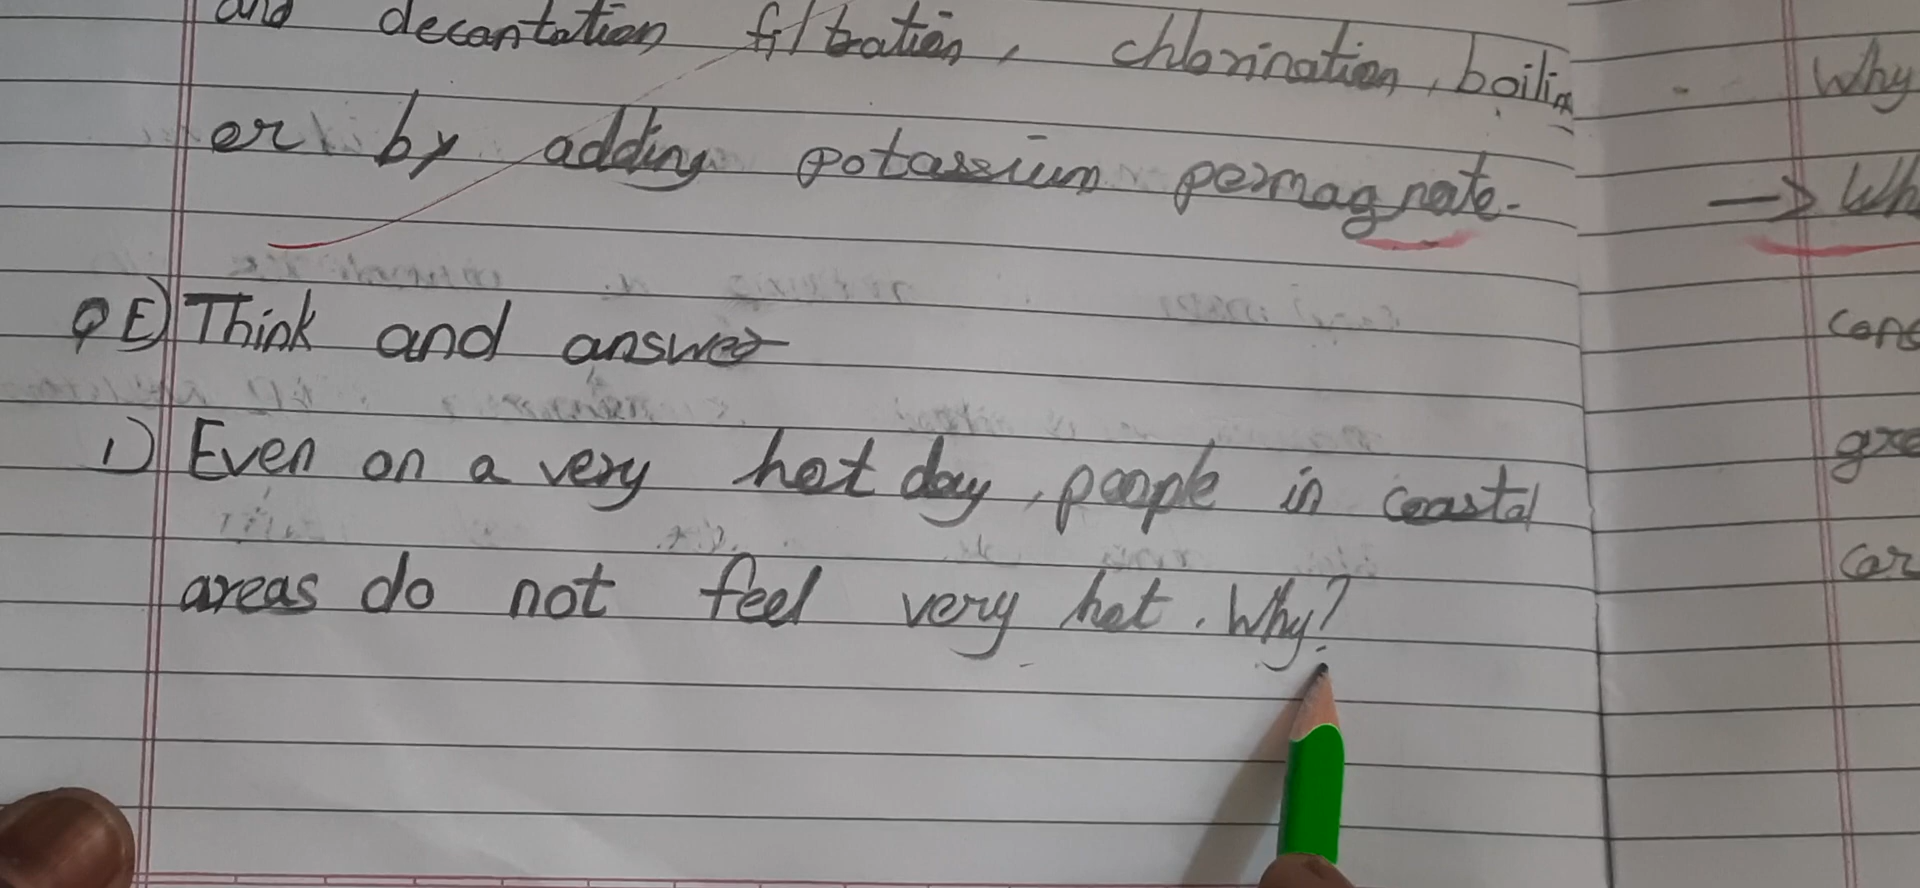 and decantation filtration, chlorination, boilin
or by adding potassium permagnate.
Q E) Think and answer
1) Even on a very hot day, people in coastal
areas do not feel very hot. Why?
Why
→ Wh
cons
gre
car